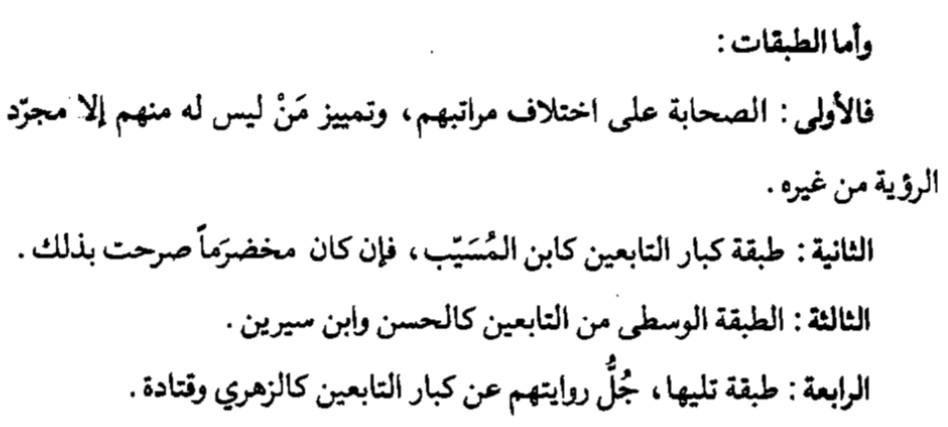 وأما الطبقات :
فالأولى : الصحابة على اختلاف مراتبهم ، وتمييز مَنْ ليس له منهم إلا مجرّد
الرؤية من غيره .
الثانية : طبقة كبار التابعين كابن المُسَيّب ، فإن كان مخضرَماً صرحت بذلك .
الثالثة : الطبقة الوسطى من التابعين كالحسن وابن سيرين .
الرابعة : طبقة تليها ، جُلُّ روايتهم عن كبار التابعين كالزهري وقتادة .